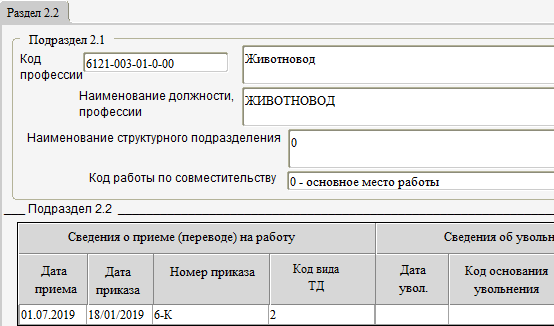 Раздел 2.2
Подраздел 2.1
Код профессии
6121-003-01-0-00
Животновод
Наименование должности, профессии
ЖИВОТНОВОД
Наименование структурного подразделения
0
Код работы по совместительству
0 - основное место работы
Подраздел 2.2
Сведения о приеме (переводе) на работу
Сведения об уволь
Дата приема
Дата приказа
Номер приказа
Код вида ТД
Дата увол.
Код основания увольнения
01.07.2019
18/01/2019
6-К
2